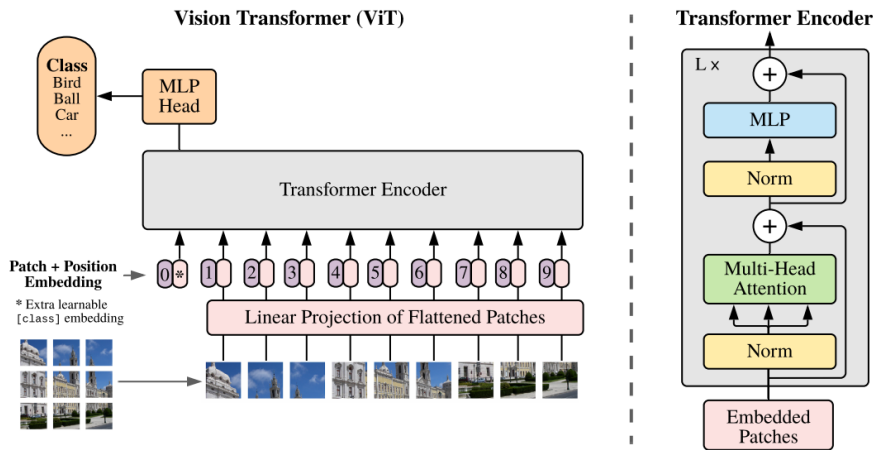 Vision Transformer (ViT)
Class
Bird
Ball
Car
...
MLP
Head
Transformer Encoder
Patch + Position
Embedding
* Extra learnable
[class] embedding
0 * 1 2 3 4 5 6 7 8 9
Linear Projection of Flattened Patches
Transformer Encoder
L x
+
MLP
Norm
+
Multi-Head
Attention
Norm
Embedded
Patches